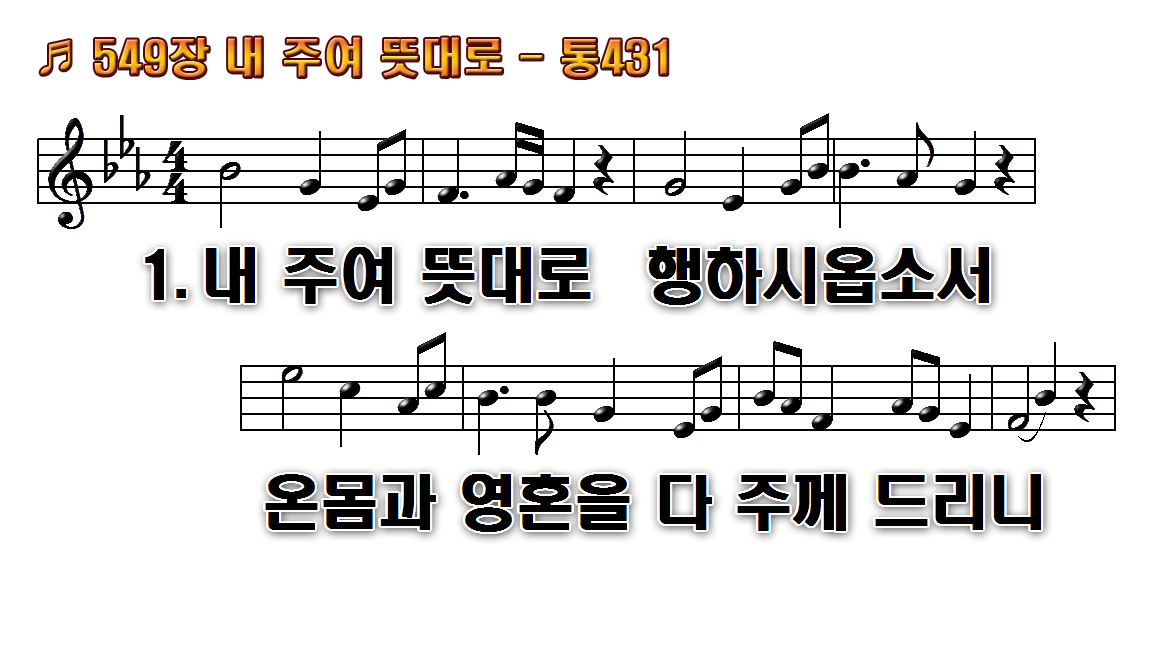 ♬ 549장 내 주여 뜻대로 - 통431
4
4
1. 내 주여 뜻대로 행하시옵소서
온몸과 영혼을 다 주께 드리니